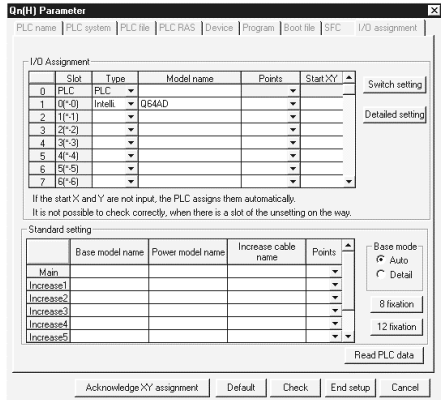 Qn(H) Parameter
PLC name PLC system PLC file PLC RAS Device Program Boot file SFC I/O assignment
I/O Assignment
Slot Type Model name Points Start XY
0 PLC PLC
1 0(*-0) Intelli. Q64AD
2 1(*-1)
3 2(*-2)
4 3(*-3)
5 4(*-4)
6 5(*-5)
7 6(*-6)
Switch setting
Detailed setting
If the start X and Y are not input, the PLC assigns them automatically.
It is not possible to check correctly, when there is a slot of the unsetting on the way.
Standard setting
Base model name Power model name Increase cable name Points
Main
Increase1
Increase2
Increase3
Increase4
Increase5
Base mode
Auto
Detail
8 fixation
12 fixation
Read PLC data
Acknowledge XY assignment Default Check End setup Cancel